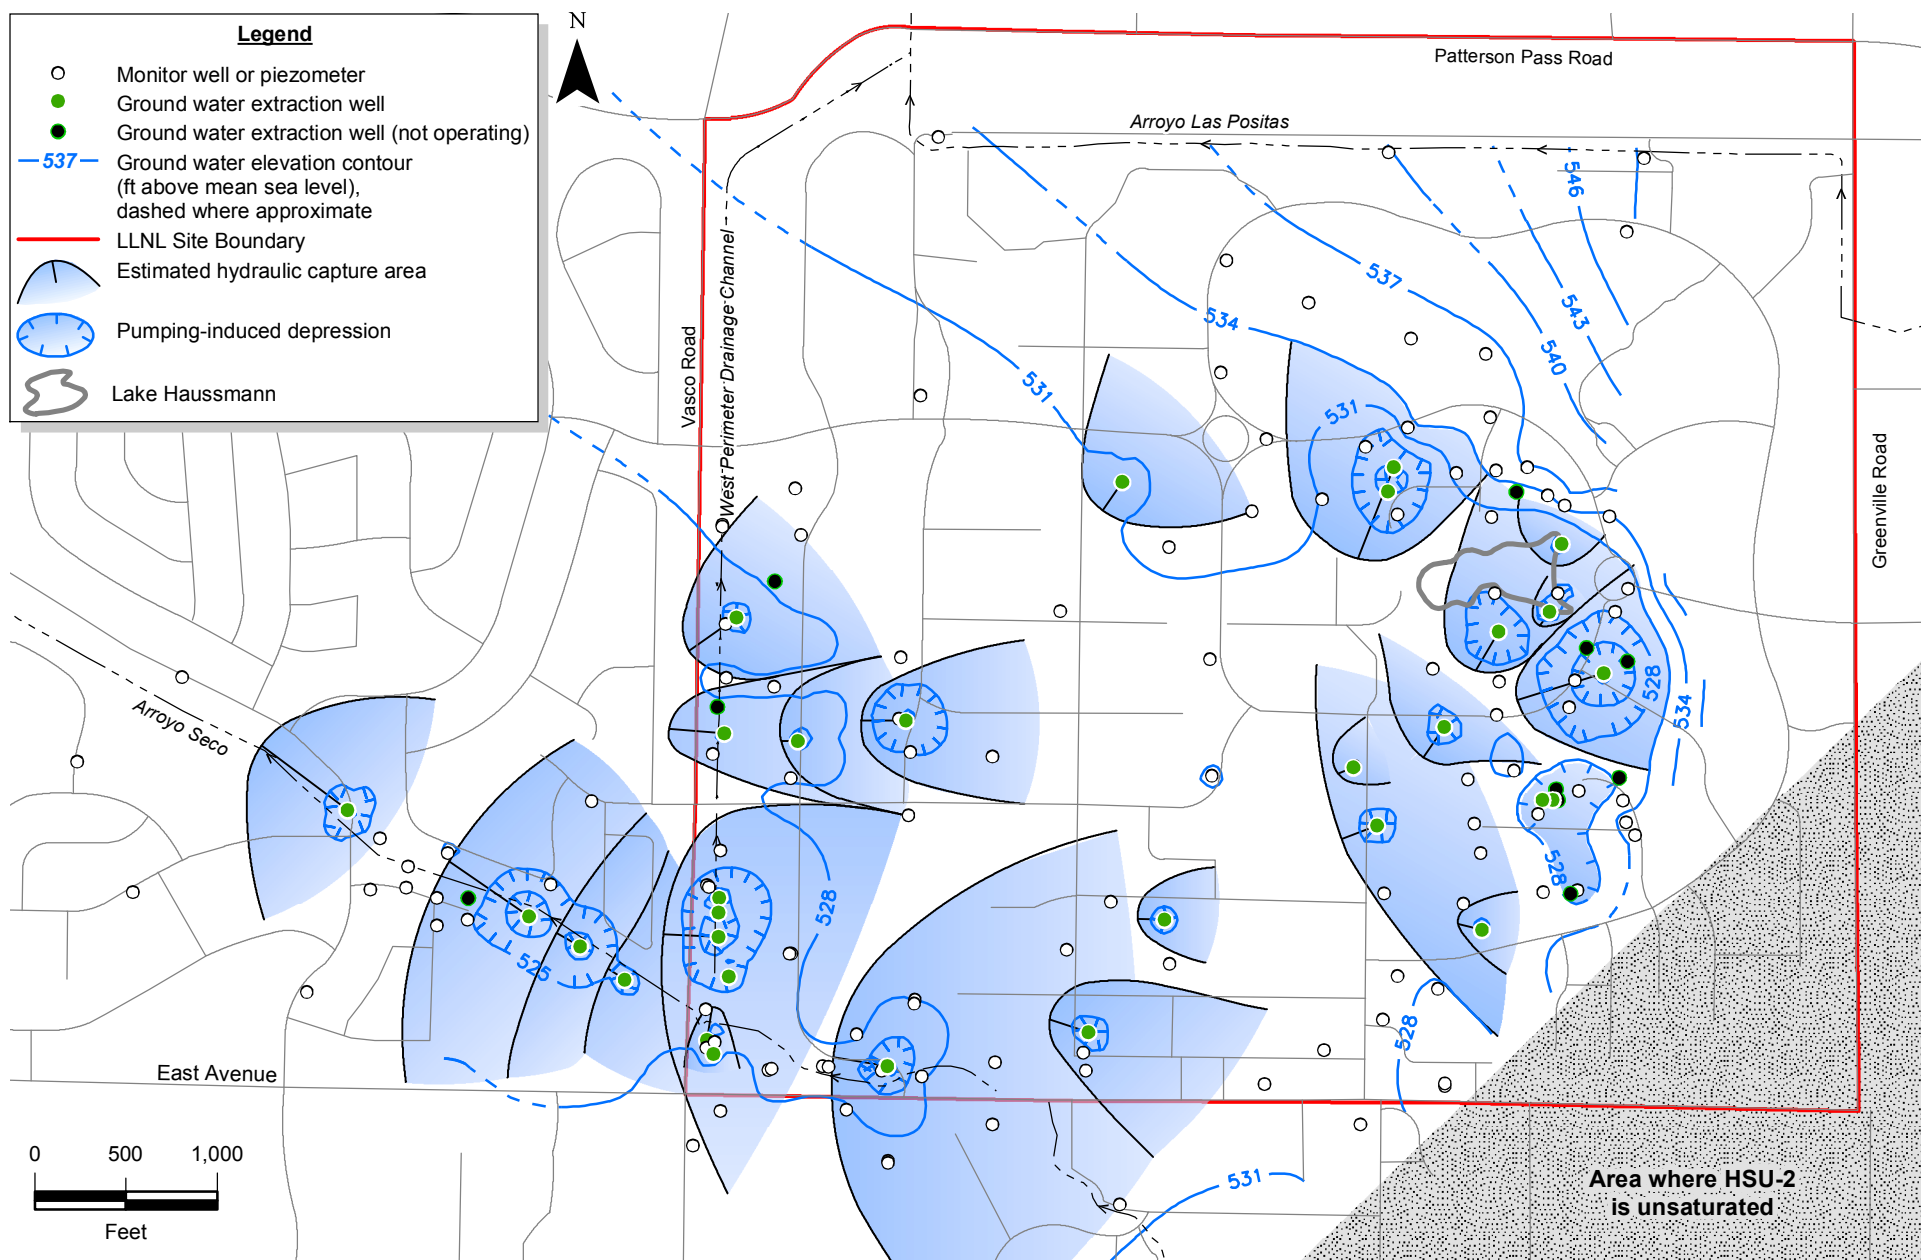 Legend
Monitor well or piezometer
Ground water extraction well
Ground water extraction well (not operating)
537
Ground water elevation contour
(ft above mean sea level),
dashed where approximate
LLNL Site Boundary
Estimated hydraulic capture area
Pumping-induced depression
Lake Haussmann
N
Patterson Pass Road
Arroyo Las Positas
546
537
543
534
540
531
531
Vasco Road
West Perimeter Drainage Channel
Greenville Road
Arroyo Seco
528
534
528
528
525
528
531
East Avenue
0 500 1,000
Feet
Area where HSU-2
is unsaturated